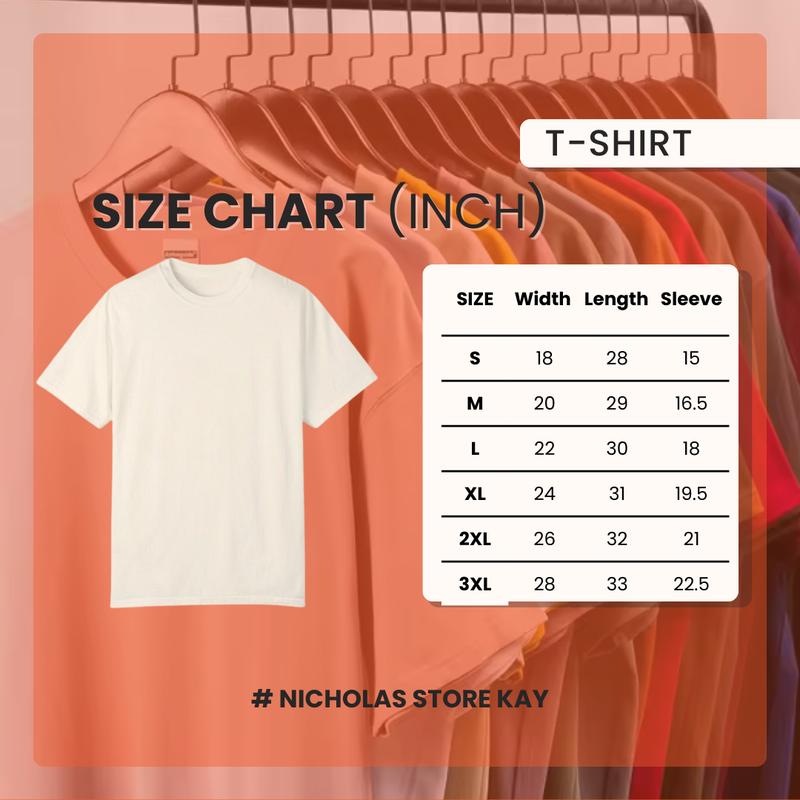 T-SHIRT
SIZE CHART (INCH)
SIZE Width Length Sleeve
S 18 28 15
M 20 29 16.5
L 22 30 18
XL 24 31 19.5
2XL 26 32 21
3XL 28 33 22.5
# NICHOLAS STORE KAY